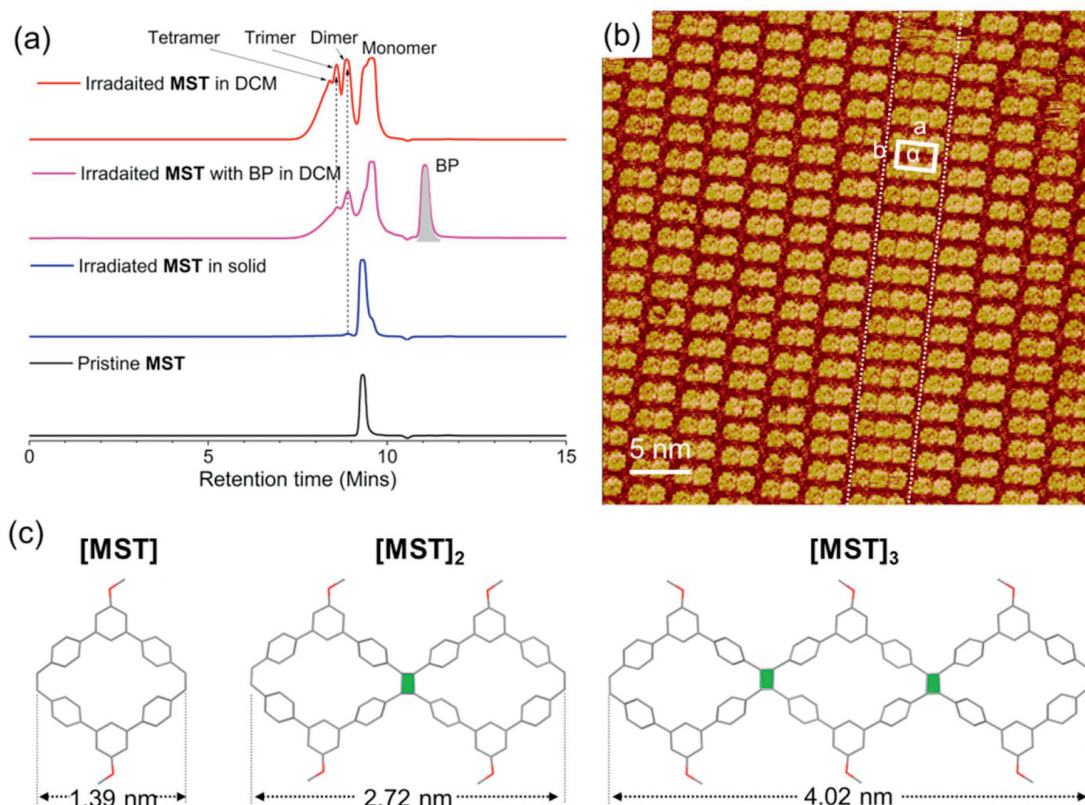 (a)
Tetramer Trimer Dimer Monomer
Irradaited MST in DCM
Irradaited MST with BP in DCM
BP
Irradiated MST in solid
Pristine MST
0 5 10 15
Retention time (Mins)
(b)
a
b α
5 nm
(c)
[MST] [MST]2 [MST]3
1.39 nm 2.72 nm 4.02 nm